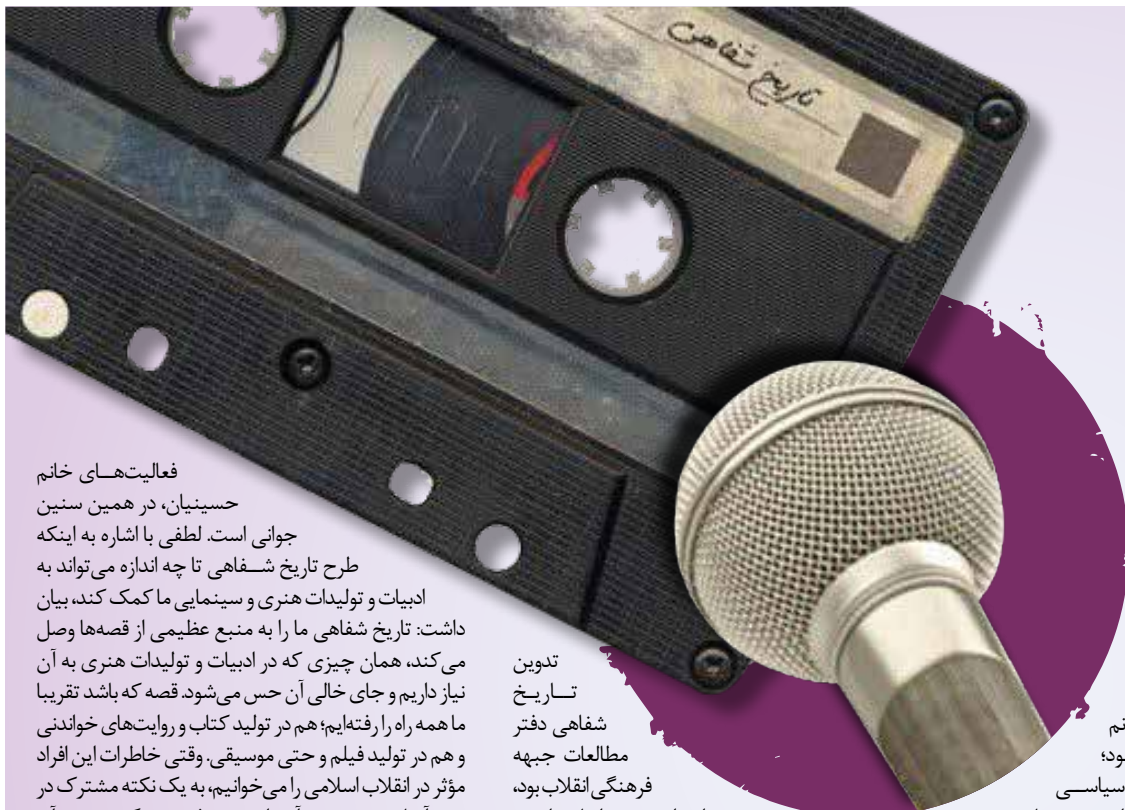 تاریخ شفاهی
نم
ود؛
سیاسـی
تدوین
تــاریــخ
شفاهی دفتر
مطالعات جبهه
فرهنگی‌انقلاب بود،
فعالیت‌هــای خانم
حسینیان، در همین سنین
جوانی است. لطفی با اشاره به اینکه
طرح تاریخ شــفاهی تا چه اندازه می‌تواند به
ادبیات و تولیدات هنری و سینمایی ما کمک کند، بیان
داشت: تاریخ شفاهی ما را به منبع عظیمی از قصه‌ها وصل
می‌کند، همان چیزی که در ادبیات و تولیدات هنری به آن
نیاز داریم و جای خالی آن حس می‌شود. قصه که باشد تقریبا
ما همه راه را رفته‌ایم؛ هم در تولید کتاب و روایت‌های خواندنی
و هم در تولید فیلم و حتی موسیقی. وقتی خاطرات این افراد
مؤثر در انقلاب اسلامی را می‌خوانیم، به یک نکته مشترک در